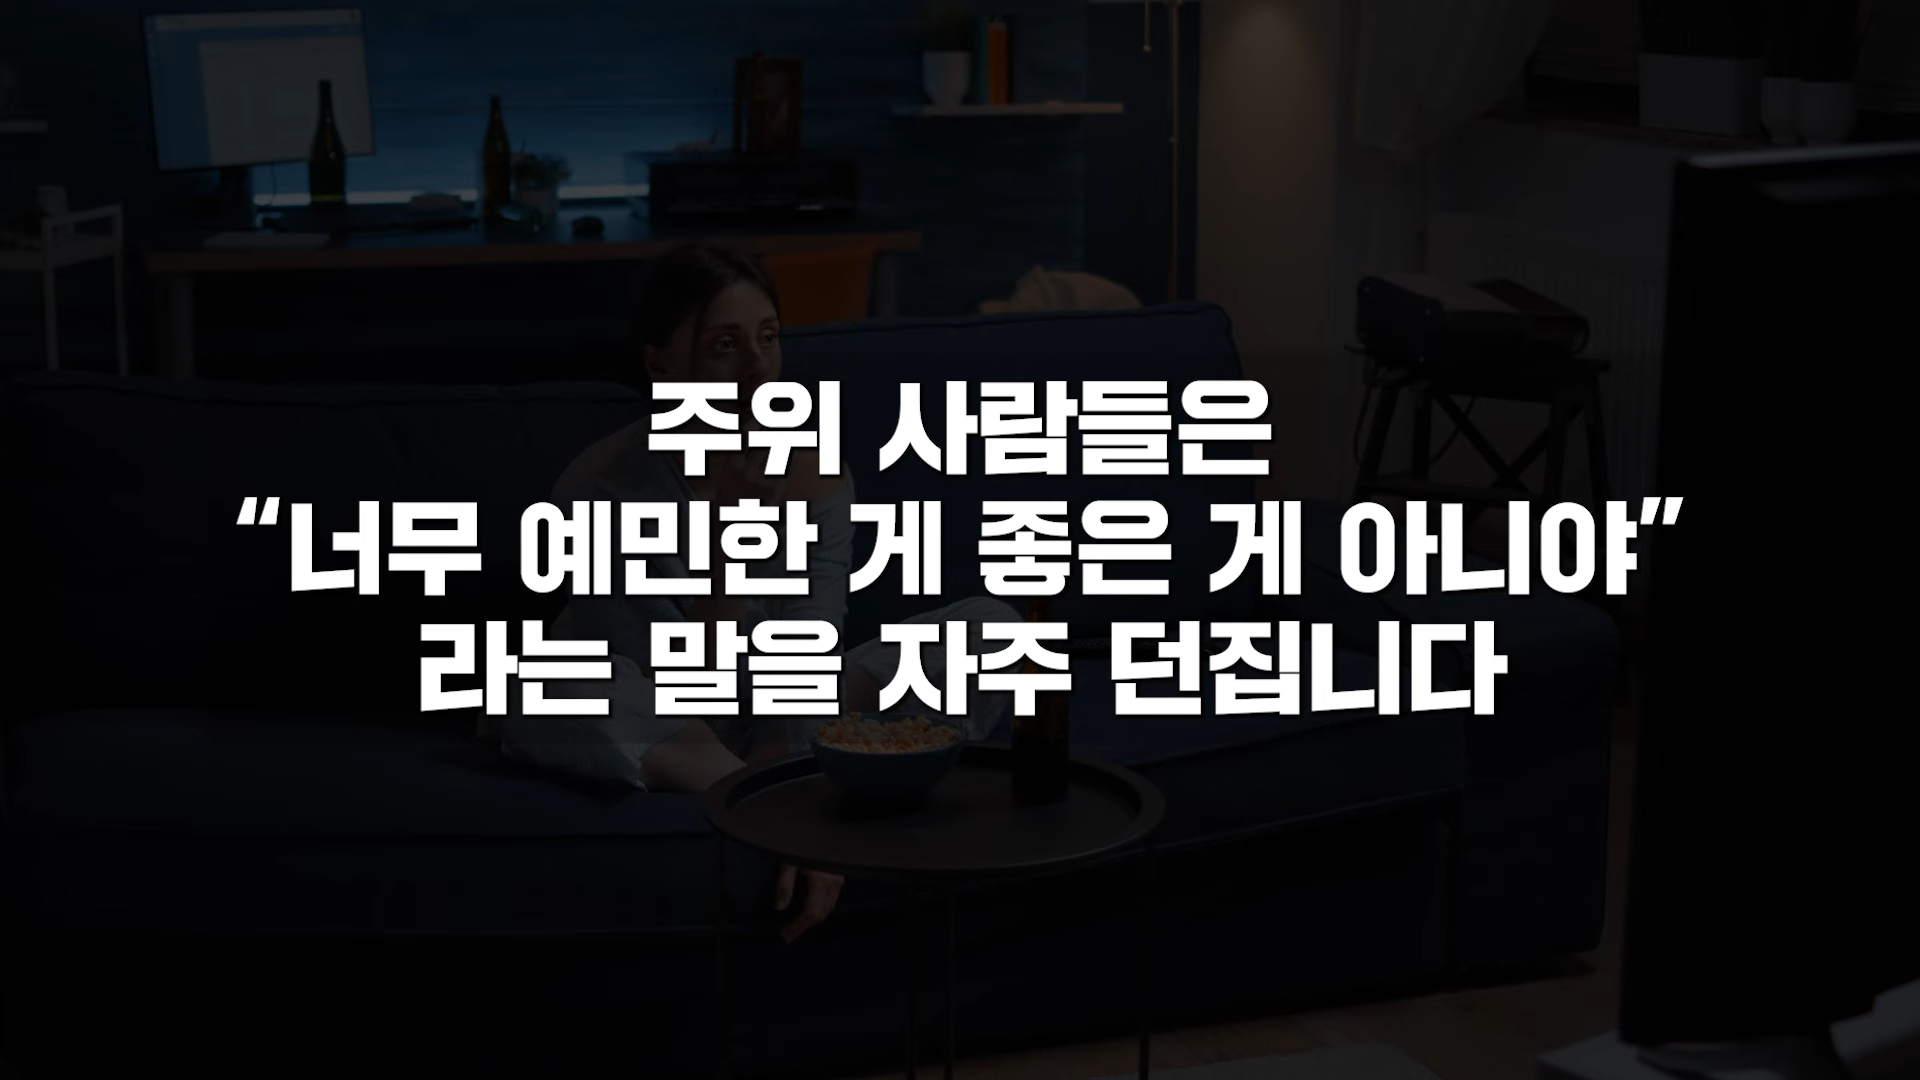 주위 사람들은
“너무 예민한 게 좋은 게 아니야”
라는 말을 자주 던집니다